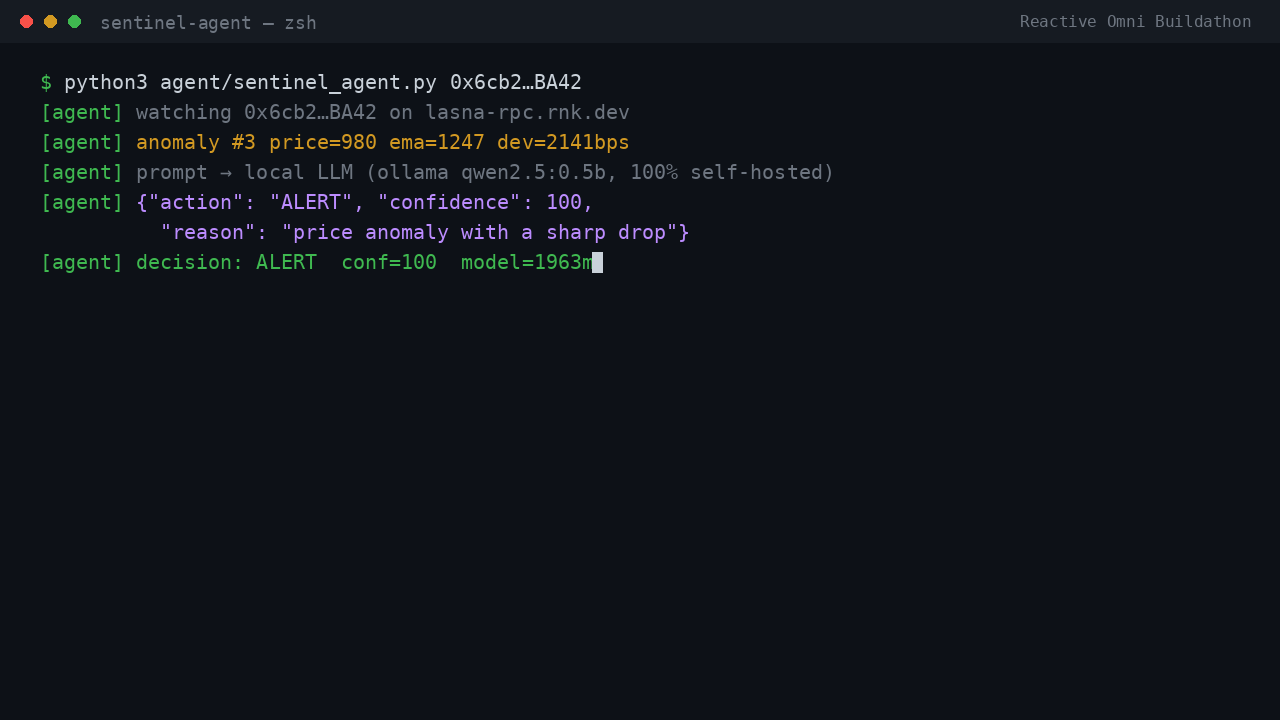 sentinel-agent — zsh
Reactive Omni Buildathon
$ python3 agent/sentinel_agent.py 0x6cb2…BA42
[agent] watching 0x6cb2…BA42 on lasna-rpc.rnk.dev
[agent] anomaly #3 price=980 ema=1247 dev=2141bps
[agent] prompt → local LLM (ollama qwen2.5:0.5b, 100% self-hosted)
[agent] {"action": "ALERT", "confidence": 100,
"reason": "price anomaly with a sharp drop"}
[agent] decision: ALERT  conf=100  model=1963m